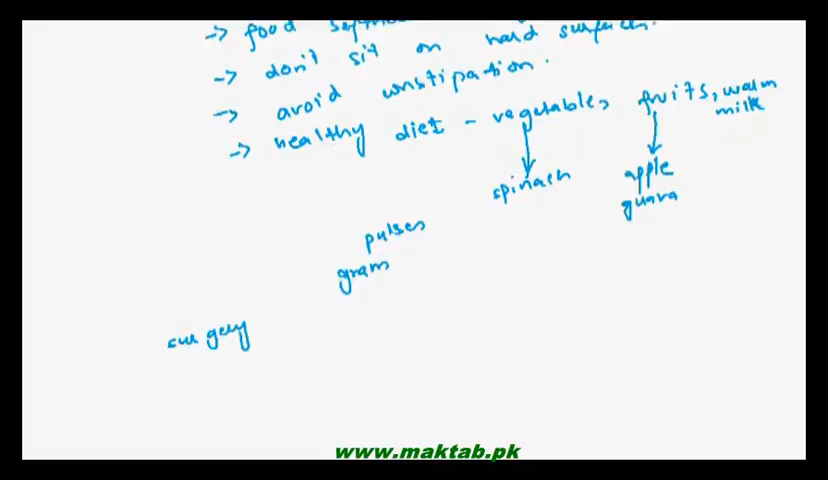 -> food
-> don't sit on hard surfaces.
-> avoid constipation.
-> healthy diet - vegetables, fruits, warm milk
spinach apple
guava
pulses
gram
surgery
www.maktab.pk